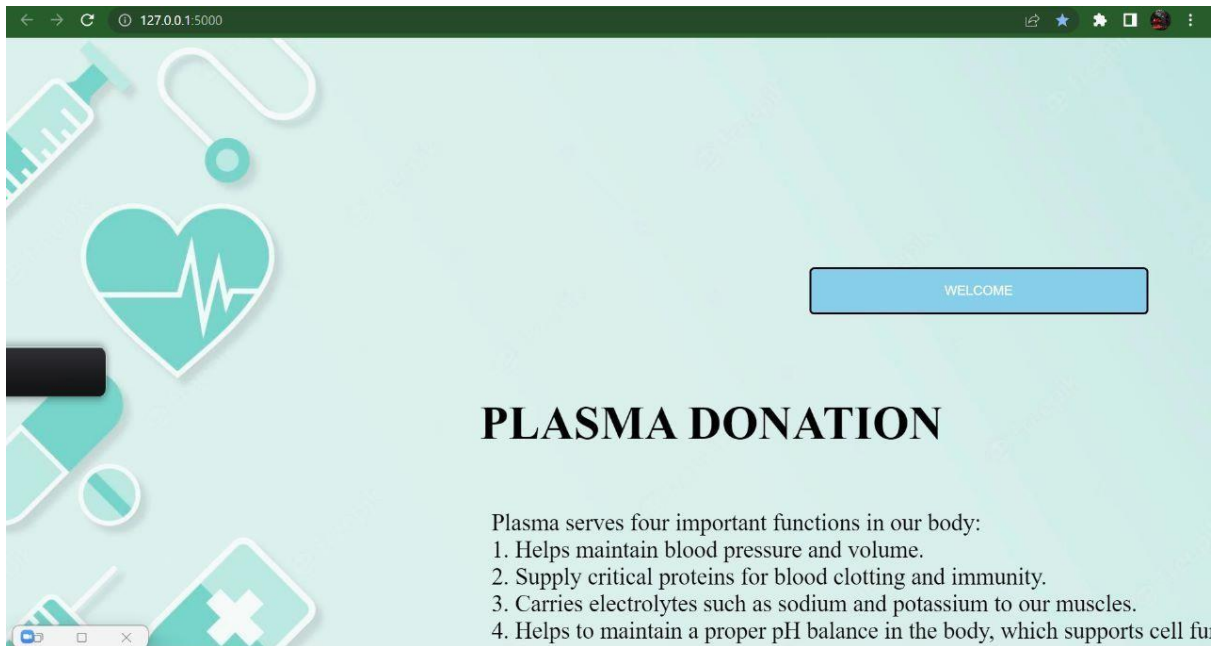 127.0.0.1:5000
WELCOME
PLASMA DONATION
Plasma serves four important functions in our body:
1. Helps maintain blood pressure and volume.
2. Supply critical proteins for blood clotting and immunity.
3. Carries electrolytes such as sodium and potassium to our muscles.
4. Helps to maintain a proper pH balance in the body, which supports cell